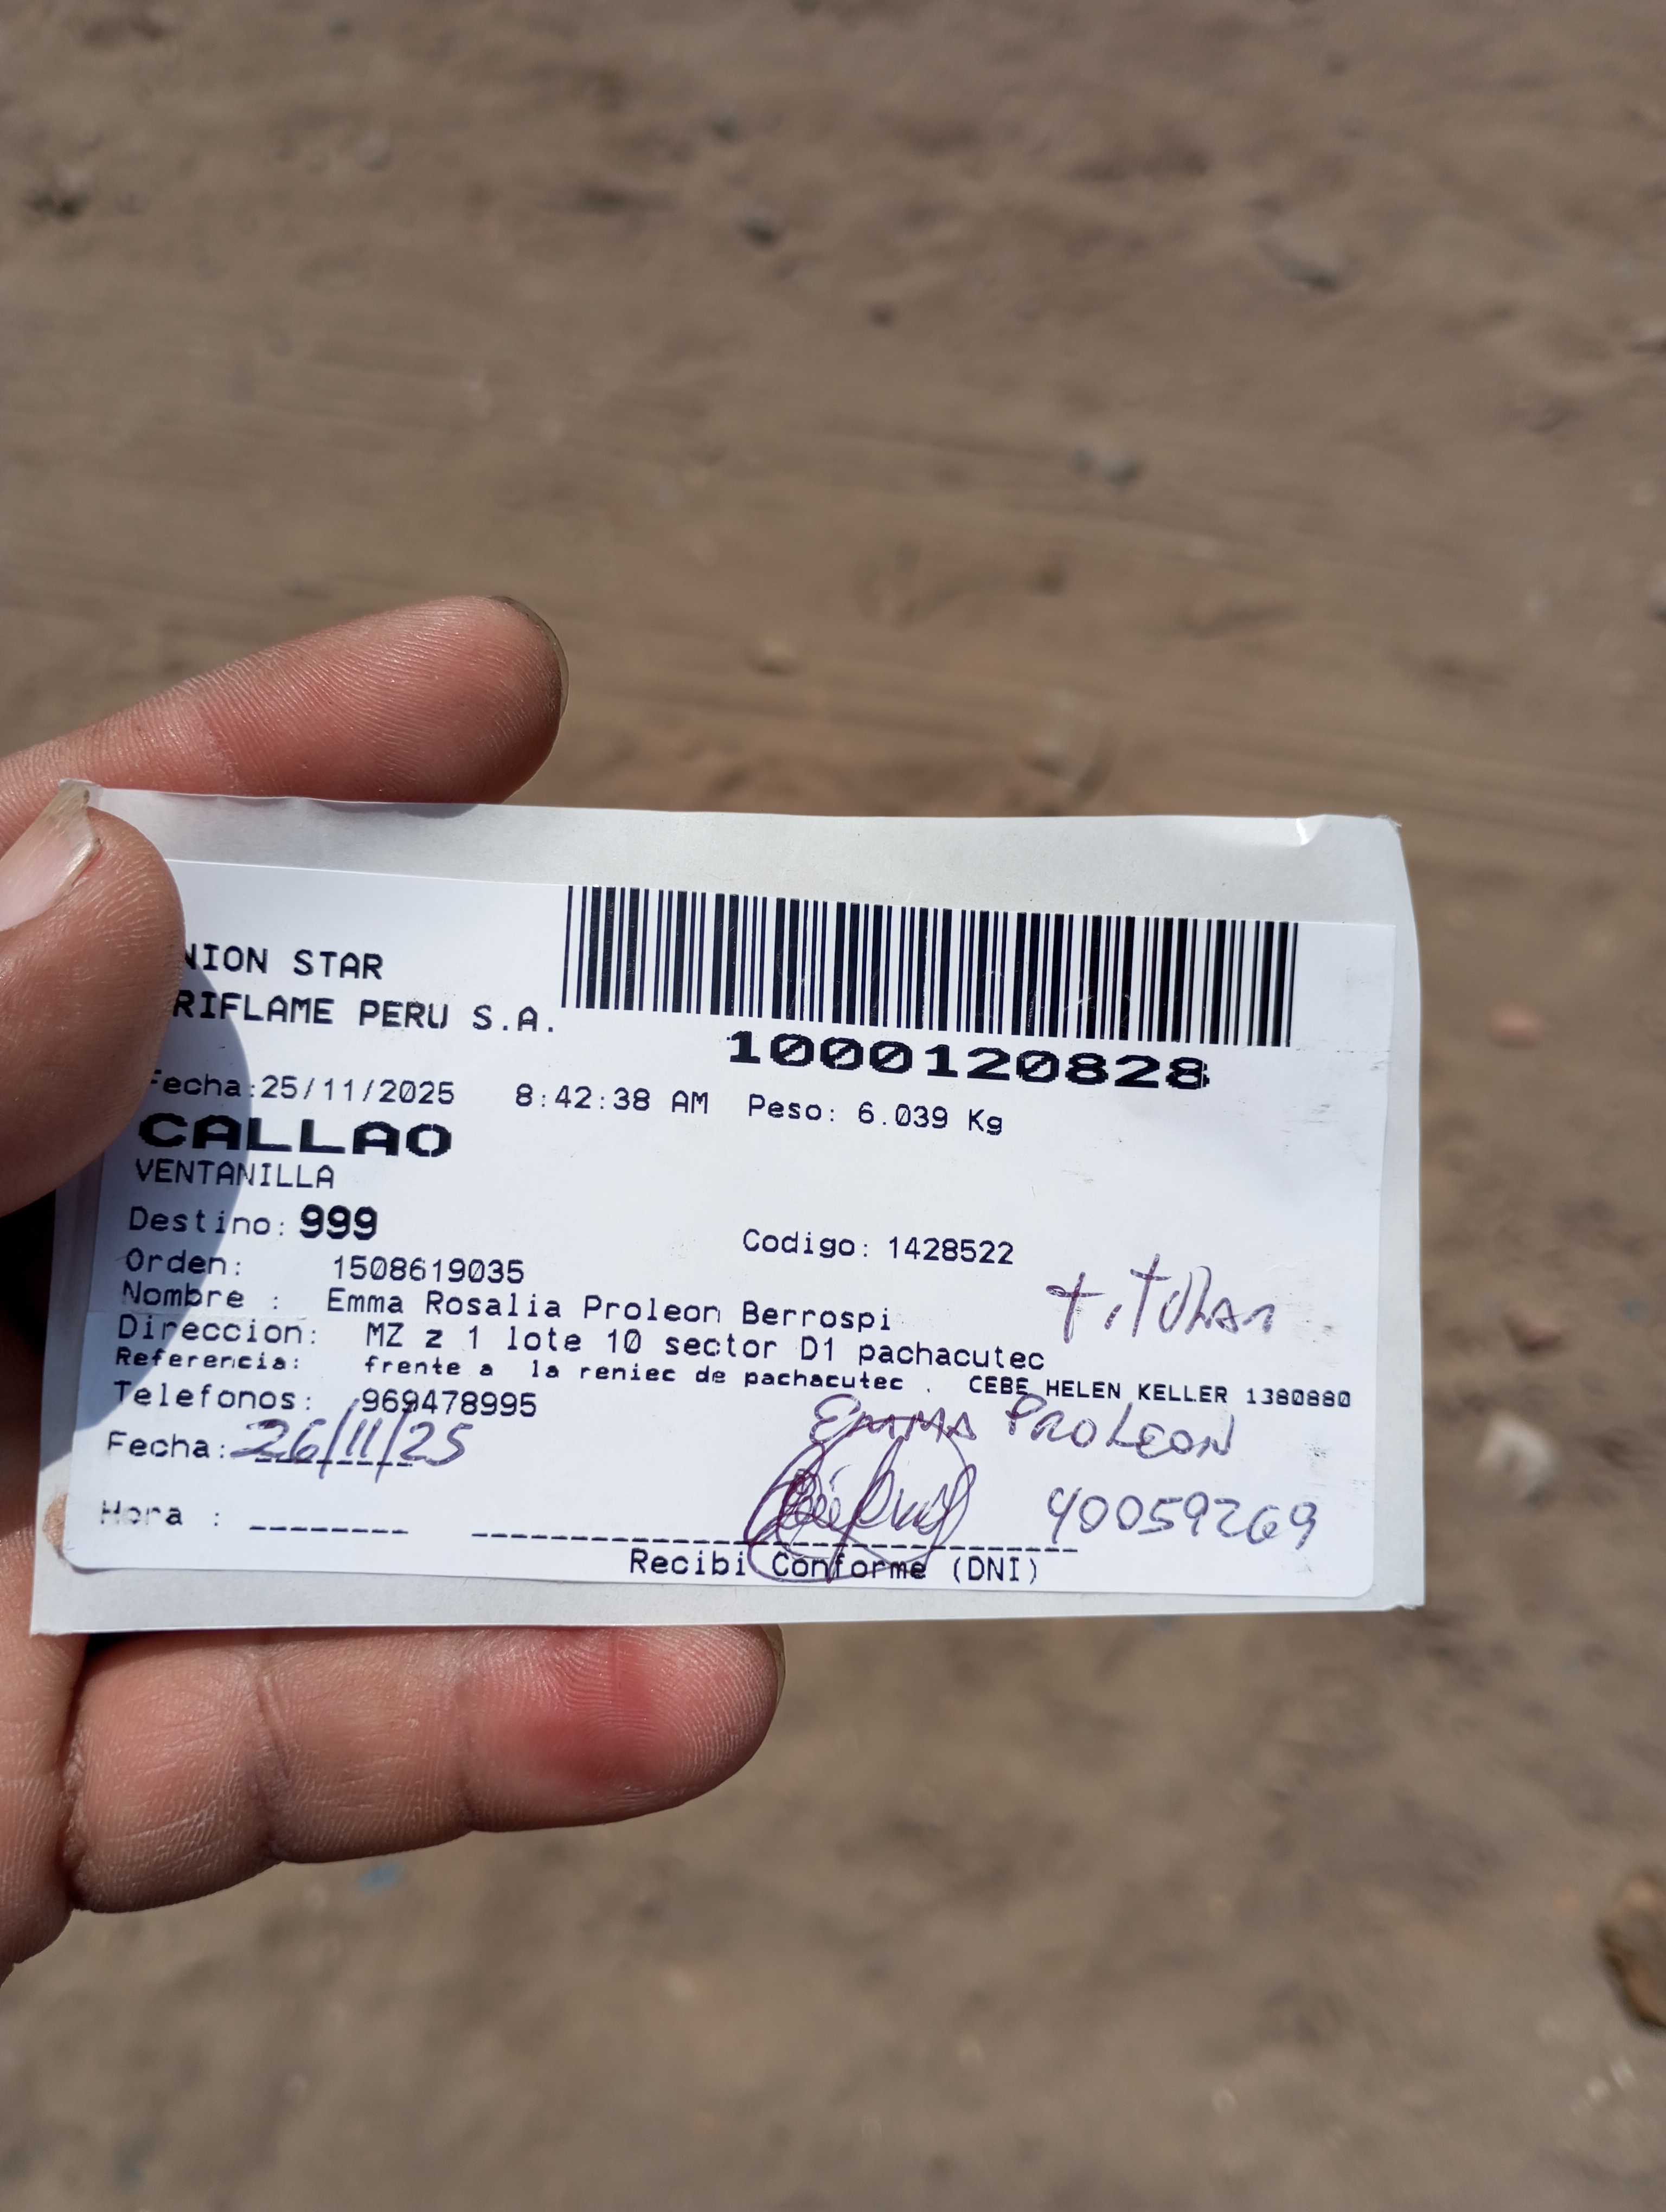 NION STAR
RIFLAME PERU S.A.
1000120828
Fecha:25/11/2025 8:42:38 AM Peso: 6.039 Kg
CALLAO
VENTANILLA
Destino: 999
Codigo: 1428522
Orden: 1508619035
Nombre : Emma Rosalia Proleon Berrospi
titular
Direccion: MZ z 1 lote 10 sector D1 pachacutec
Referencia: frente a la reniec de pachacutec . CEBE HELEN KELLER 1380880
Telefonos: 969478995
EMMA PROLEON
Fecha: 26/11/25
40059269
Hora : --------
Recibi Conforme (DNI)